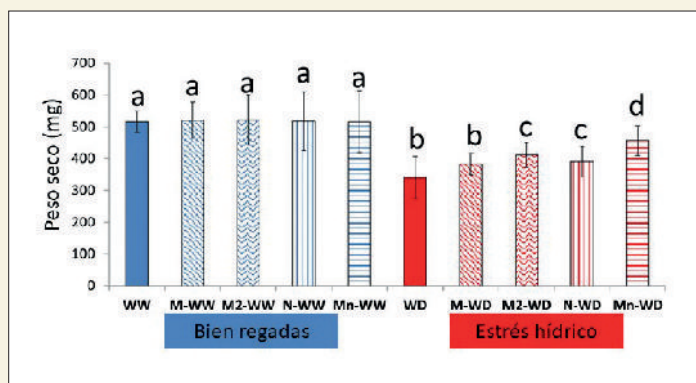 700
600
500
400
300
200
100
0
Peso seco (mg)
a a a a a b b c c d
WW M-WW M2-WW N-WW Mn-WW WD M-WD M2-WD N-WD Mn-WD
Bien regadas Estrés hídrico